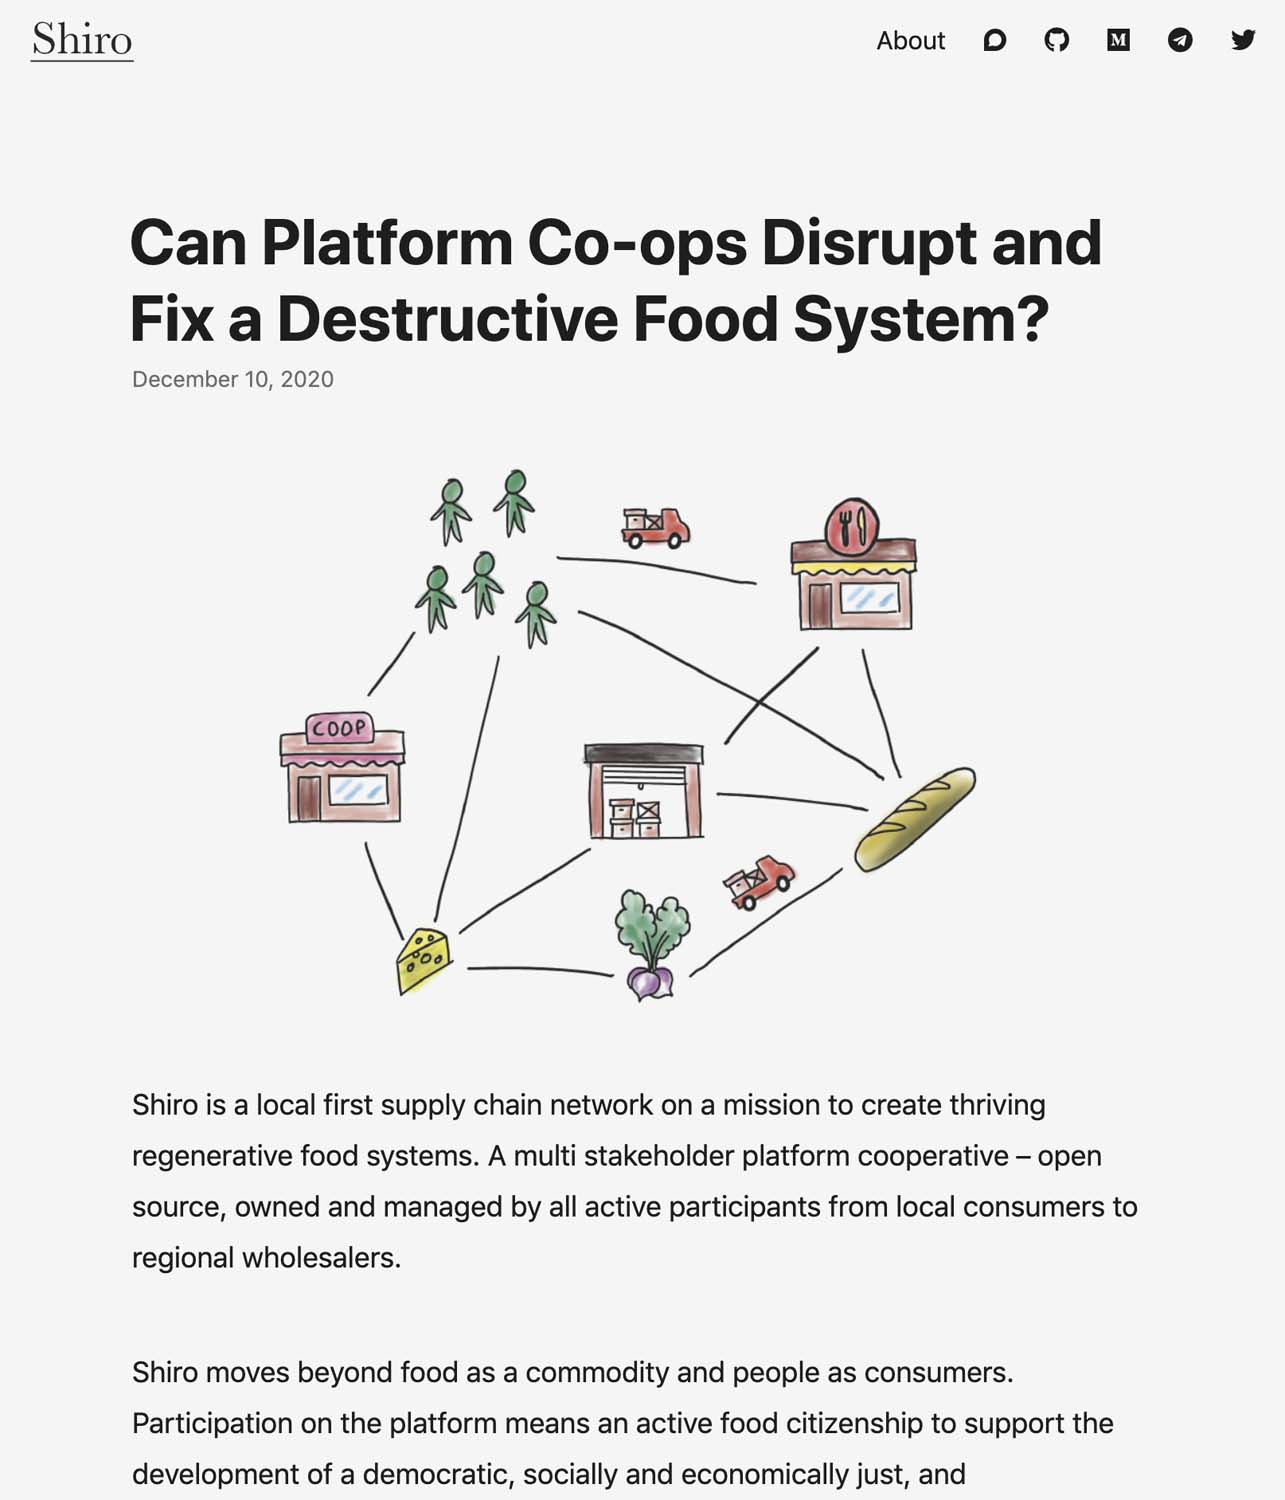 Shiro
About
M
Can Platform Co-ops Disrupt and
Fix a Destructive Food System?
December 10, 2020
COOP
Shiro is a local first supply chain network on a mission to create thriving
regenerative food systems. A multi stakeholder platform cooperative – open
source, owned and managed by all active participants from local consumers to
regional wholesalers.
Shiro moves beyond food as a commodity and people as consumers.
Participation on the platform means an active food citizenship to support the
development of a democratic, socially and economically just, and